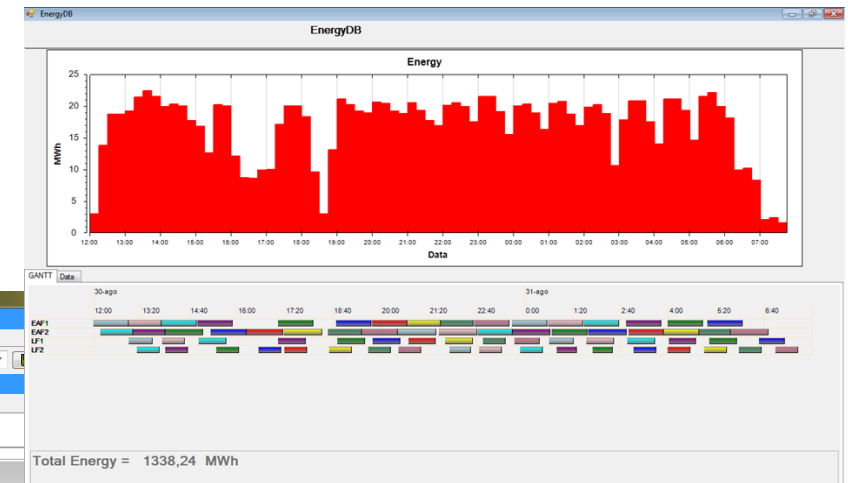 EnergyDB
EnergyDB
Energy
25
20
15
10
5
0
MWh
12:00 13:00 14:00 15:00 16:00 17:00 18:00 19:00 20:00 21:00 22:00 23:00 00:00 01:00 02:00 03:00 04:00 05:00 06:00 07:00
Data
GANTT Data
30-ago 31-ago
12:00 13:20 14:40 16:00 17:20 18:40 20:00 21:20 22:40 0:00 1:20 2:40 4:00 5:20 6:40
EAF1
EAF2
LF1
LF2
Total Energy = 1338,24 MWh